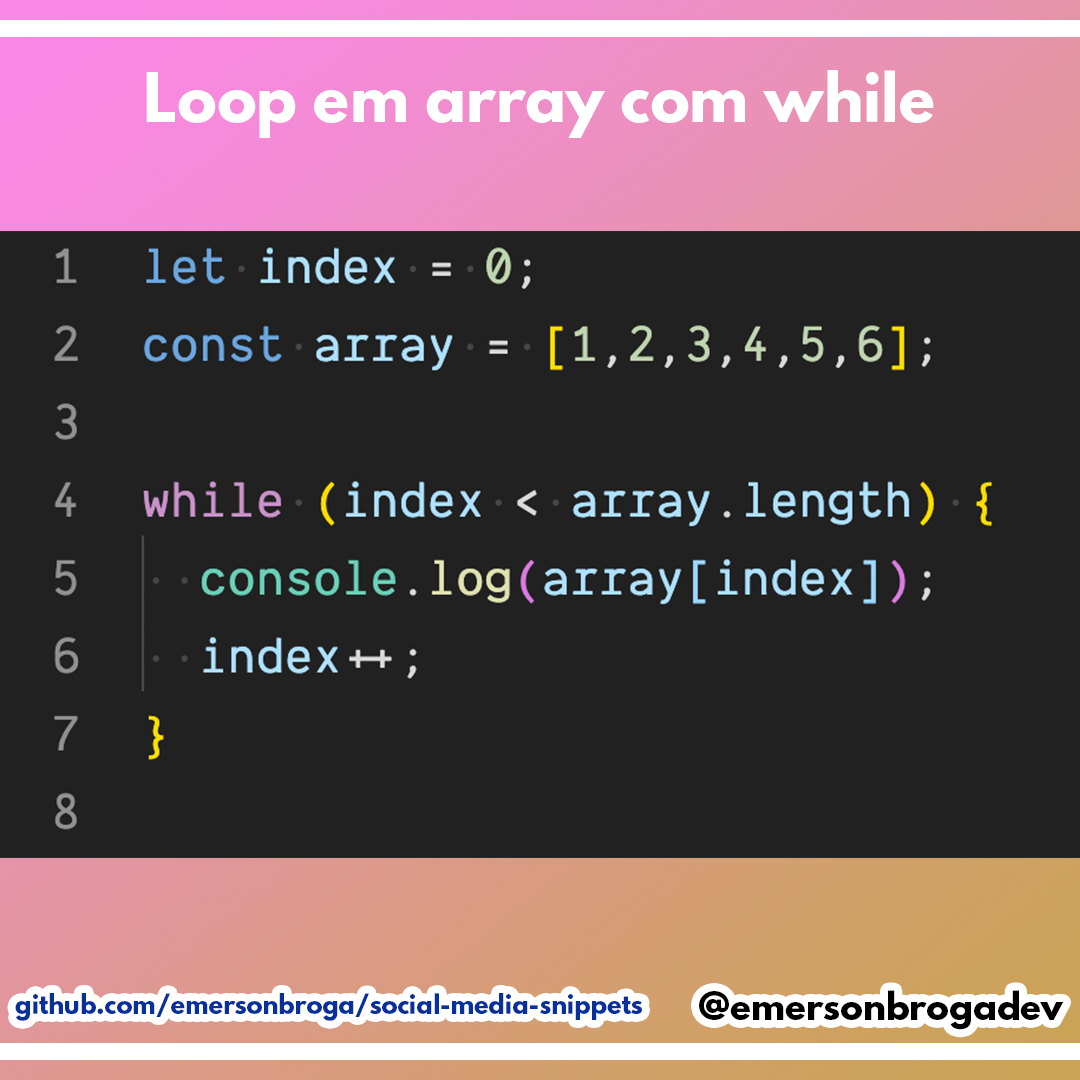 Loop em array com while
1 let index = 0;
2 const array = [1,2,3,4,5,6];
3
4 while (index < array.length) {
5   console.log(array[index]);
6   index++;
7 }
8
github.com/emersonbroga/social-media-snippets
@emersonbrogadev